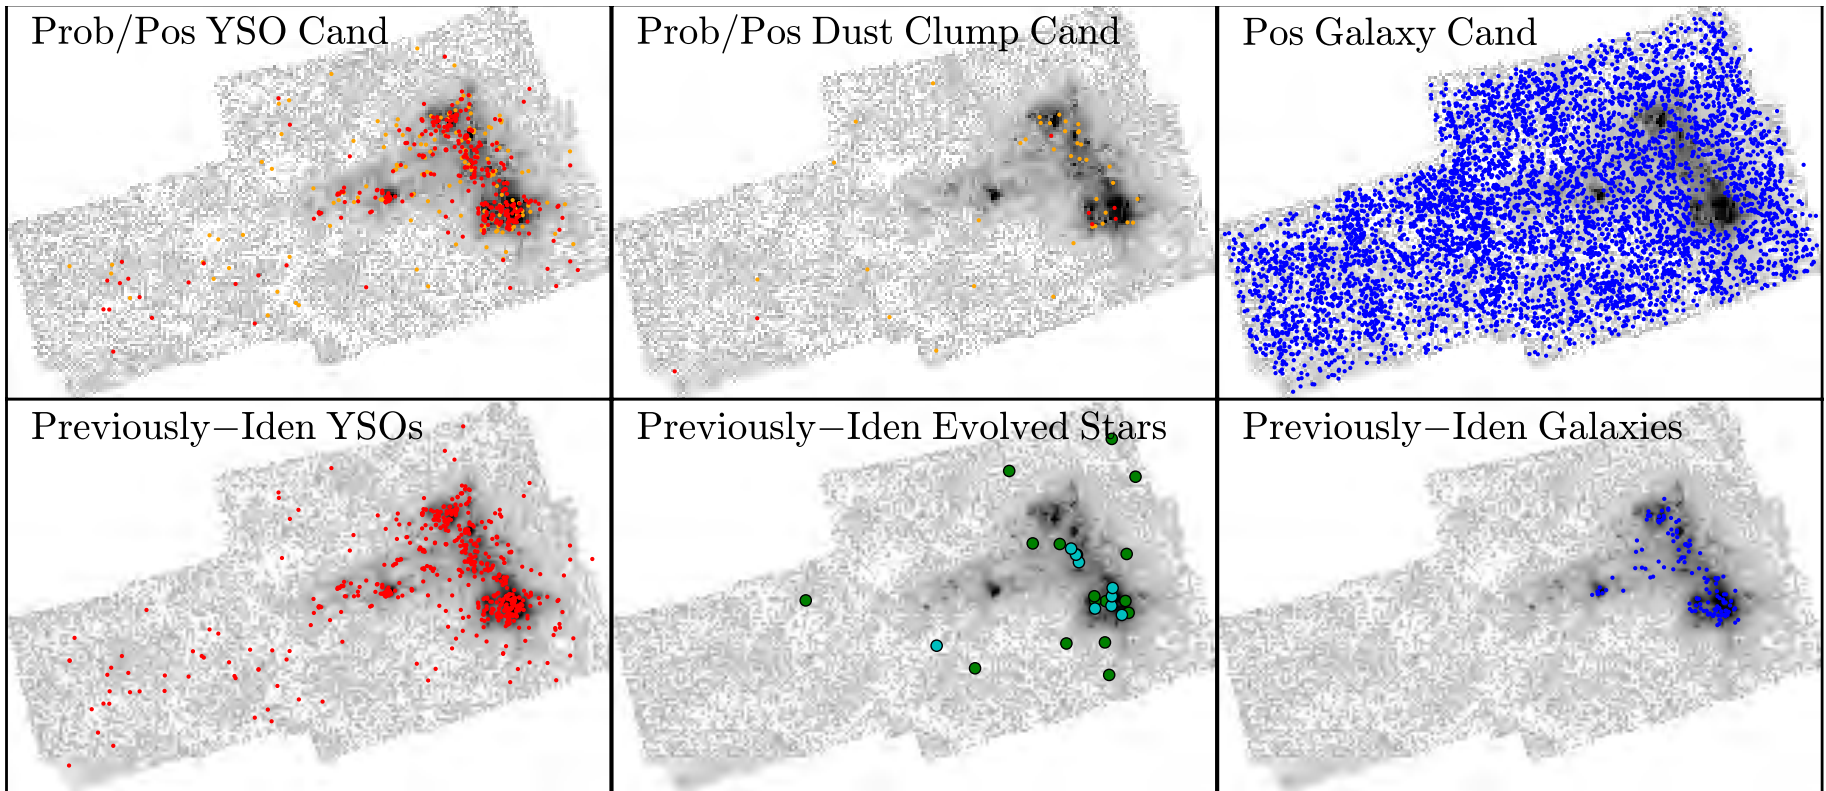 Prob/Pos YSO Cand
Prob/Pos Dust Clump Cand
Pos Galaxy Cand
Previously−Iden YSOs
Previously−Iden Evolved Stars
Previously−Iden Galaxies